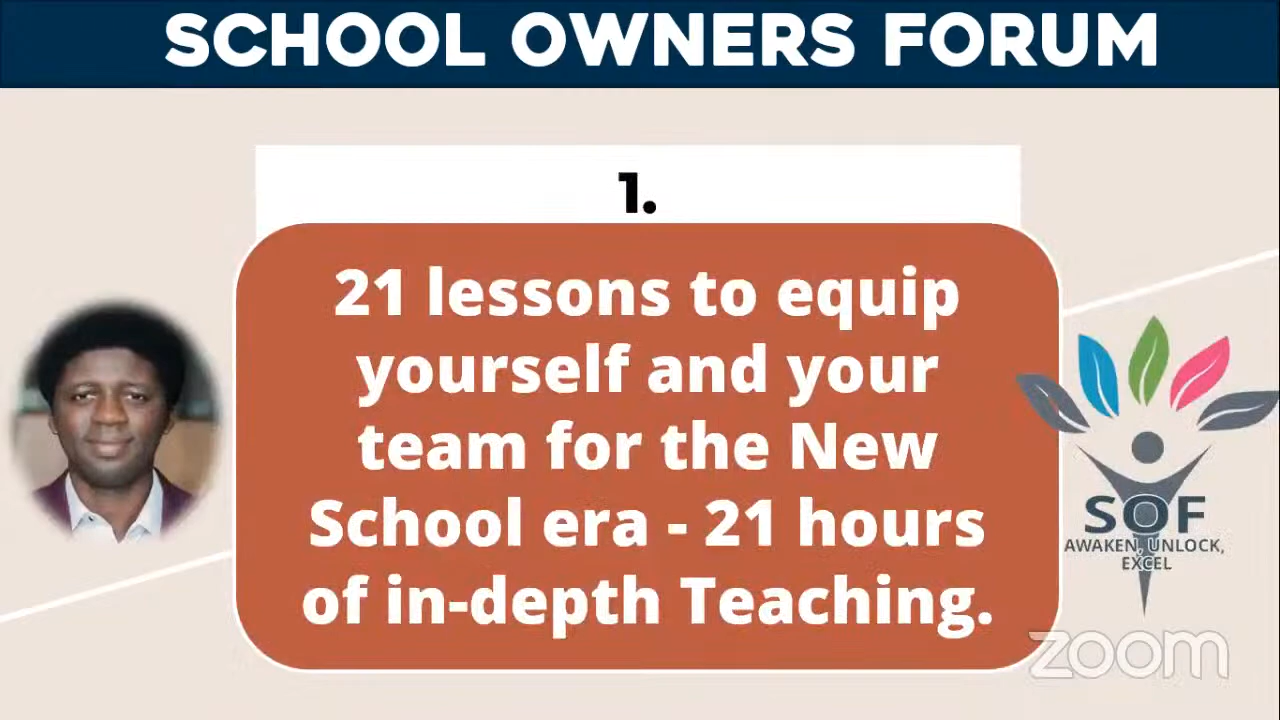 SCHOOL OWNERS FORUM
1.
21 lessons to equip
yourself and your
team for the New
School era - 21 hours
of in-depth Teaching.
SOF
AWAKEN, UNLOCK,
EXCEL
zoom